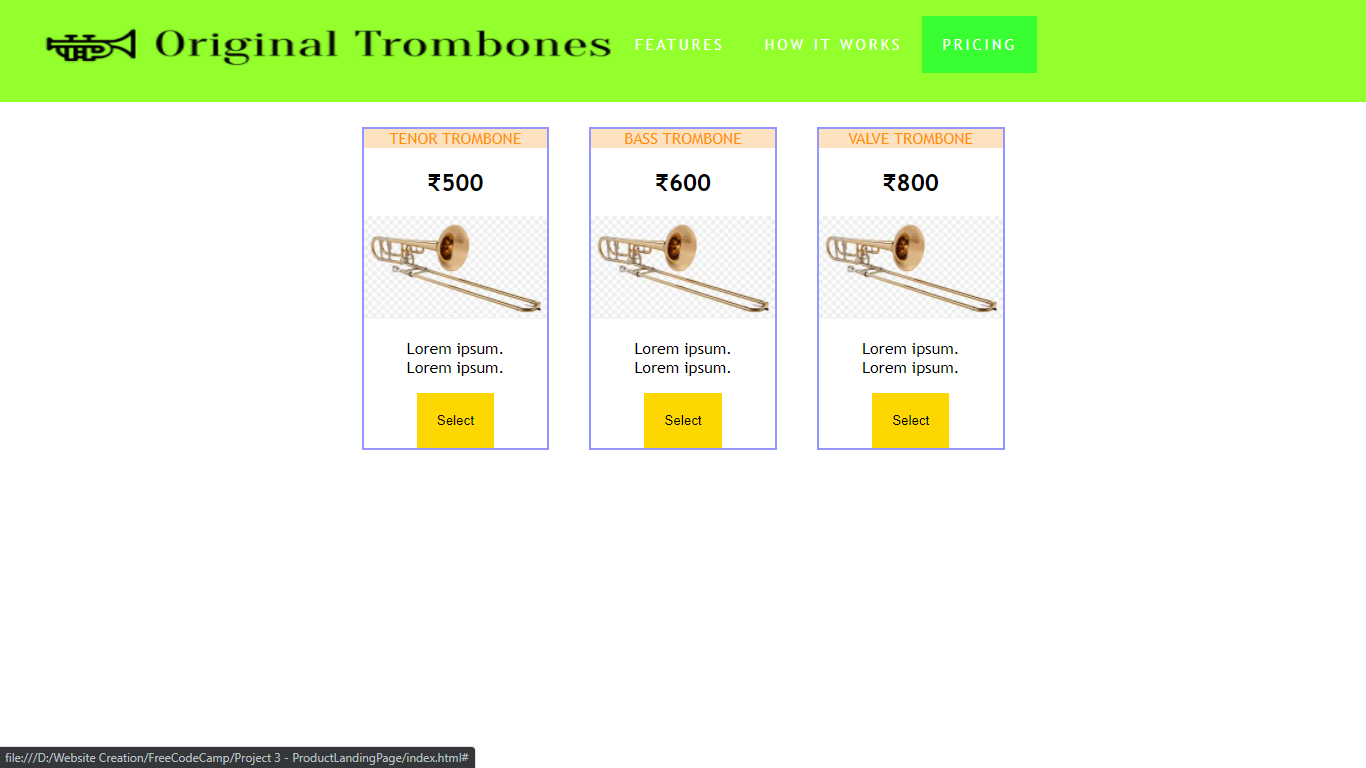 Original Trombones FEATURES HOW IT WORKS PRICING
TENOR TROMBONE
₹500
Lorem ipsum.
Lorem ipsum.
Select
BASS TROMBONE
₹600
Lorem ipsum.
Lorem ipsum.
Select
VALVE TROMBONE
₹800
Lorem ipsum.
Lorem ipsum.
Select
file:///D:/Website Creation/FreeCodeCamp/Project 3 - ProductLandingPage/index.html#